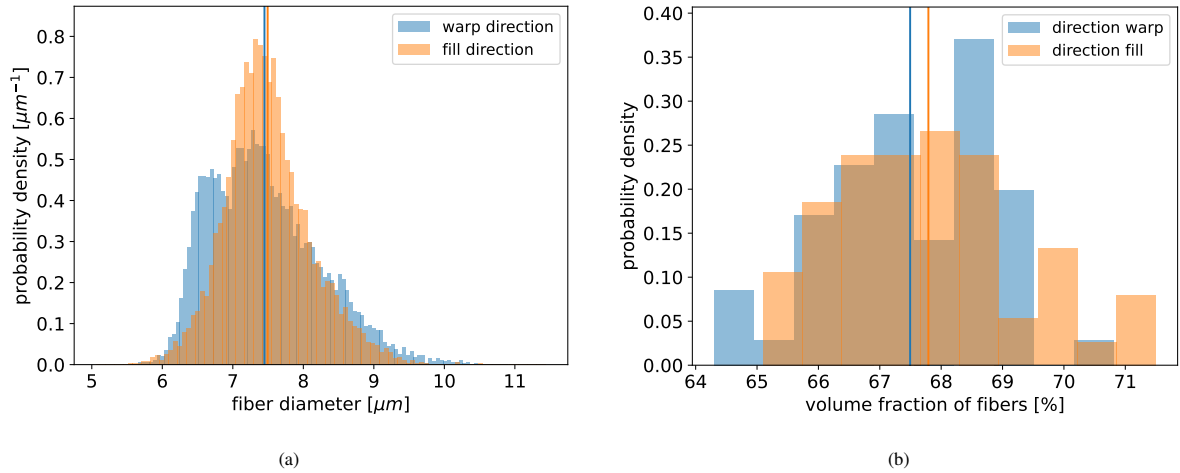 warp direction
fill direction
probability density [μm⁻¹]
0.8
0.7
0.6
0.5
0.4
0.3
0.2
0.1
0.0
5 6 7 8 9 10 11
fiber diameter [μm]
(a)
direction warp
direction fill
probability density
0.40
0.35
0.30
0.25
0.20
0.15
0.10
0.05
0.00
64 65 66 67 68 69 70 71
volume fraction of fibers [%]
(b)